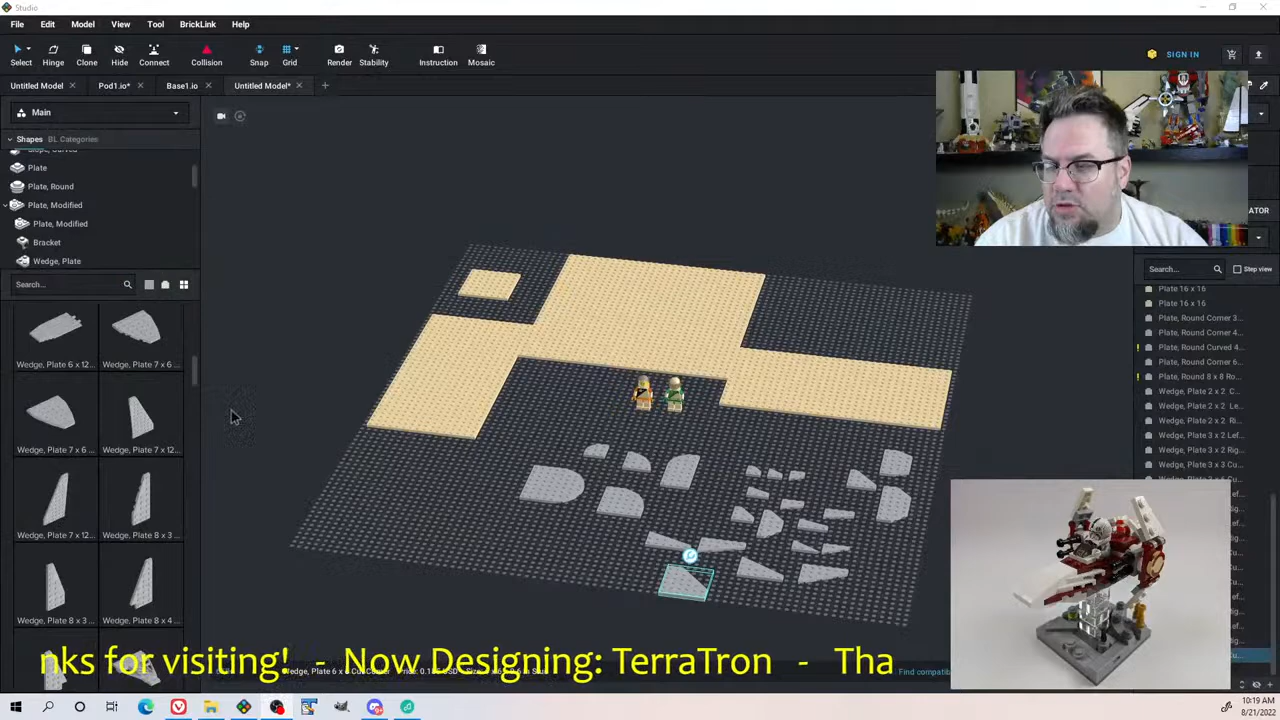 Studio
File Edit Model View Tool BrickLink Help
Select Hinge Clone Hide Connect Collision Snap Grid Render Stability Instruction Mosaic
SIGN IN
Untitled Model Pod1.io* Base1.io Untitled Model*
Main
Shapes BL Categories
Plate
Plate, Round
Plate, Modified
Plate, Modified
Bracket
Wedge, Plate
Search...
Wedge, Plate 6 x 12... Wedge, Plate 7 x 6
Wedge, Plate 7 x 6 Wedge, Plate 7 x 12...
Wedge, Plate 7 x 12... Wedge, Plate 8 x 3
Wedge, Plate 8 x 3 Wedge, Plate 8 x 4
Search... Step view
Plate 16 x 16
Plate 16 x 16
Plate, Round Corner 3...
Plate, Round Corner 4...
Plate, Round Curved 4...
Plate, Round Corner 6...
Plate, Round 8 x 8 Ro...
Wedge, Plate 2 x 2 C...
Wedge, Plate 2 x 2 Le...
Wedge, Plate 2 x 2 Ri...
Wedge, Plate 3 x 2 Lef...
Wedge, Plate 3 x 2 Rig...
Wedge, Plate 3 x 3 Cu...
nks for visiting! - Now Designing: TerraTron - Tha
10:19 AM
8/21/2022